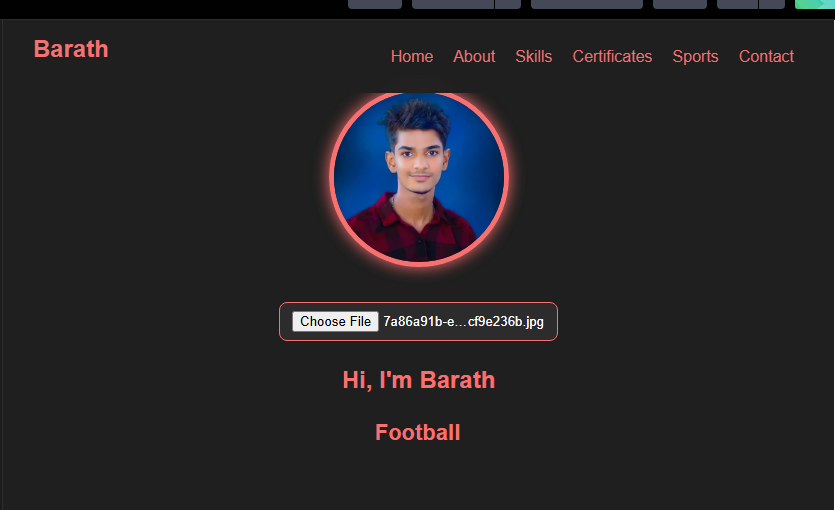 Barath
Home About Skills Certificates Sports Contact
Choose File 7a86a91b-e...cf9e236b.jpg
Hi, I'm Barath
Football